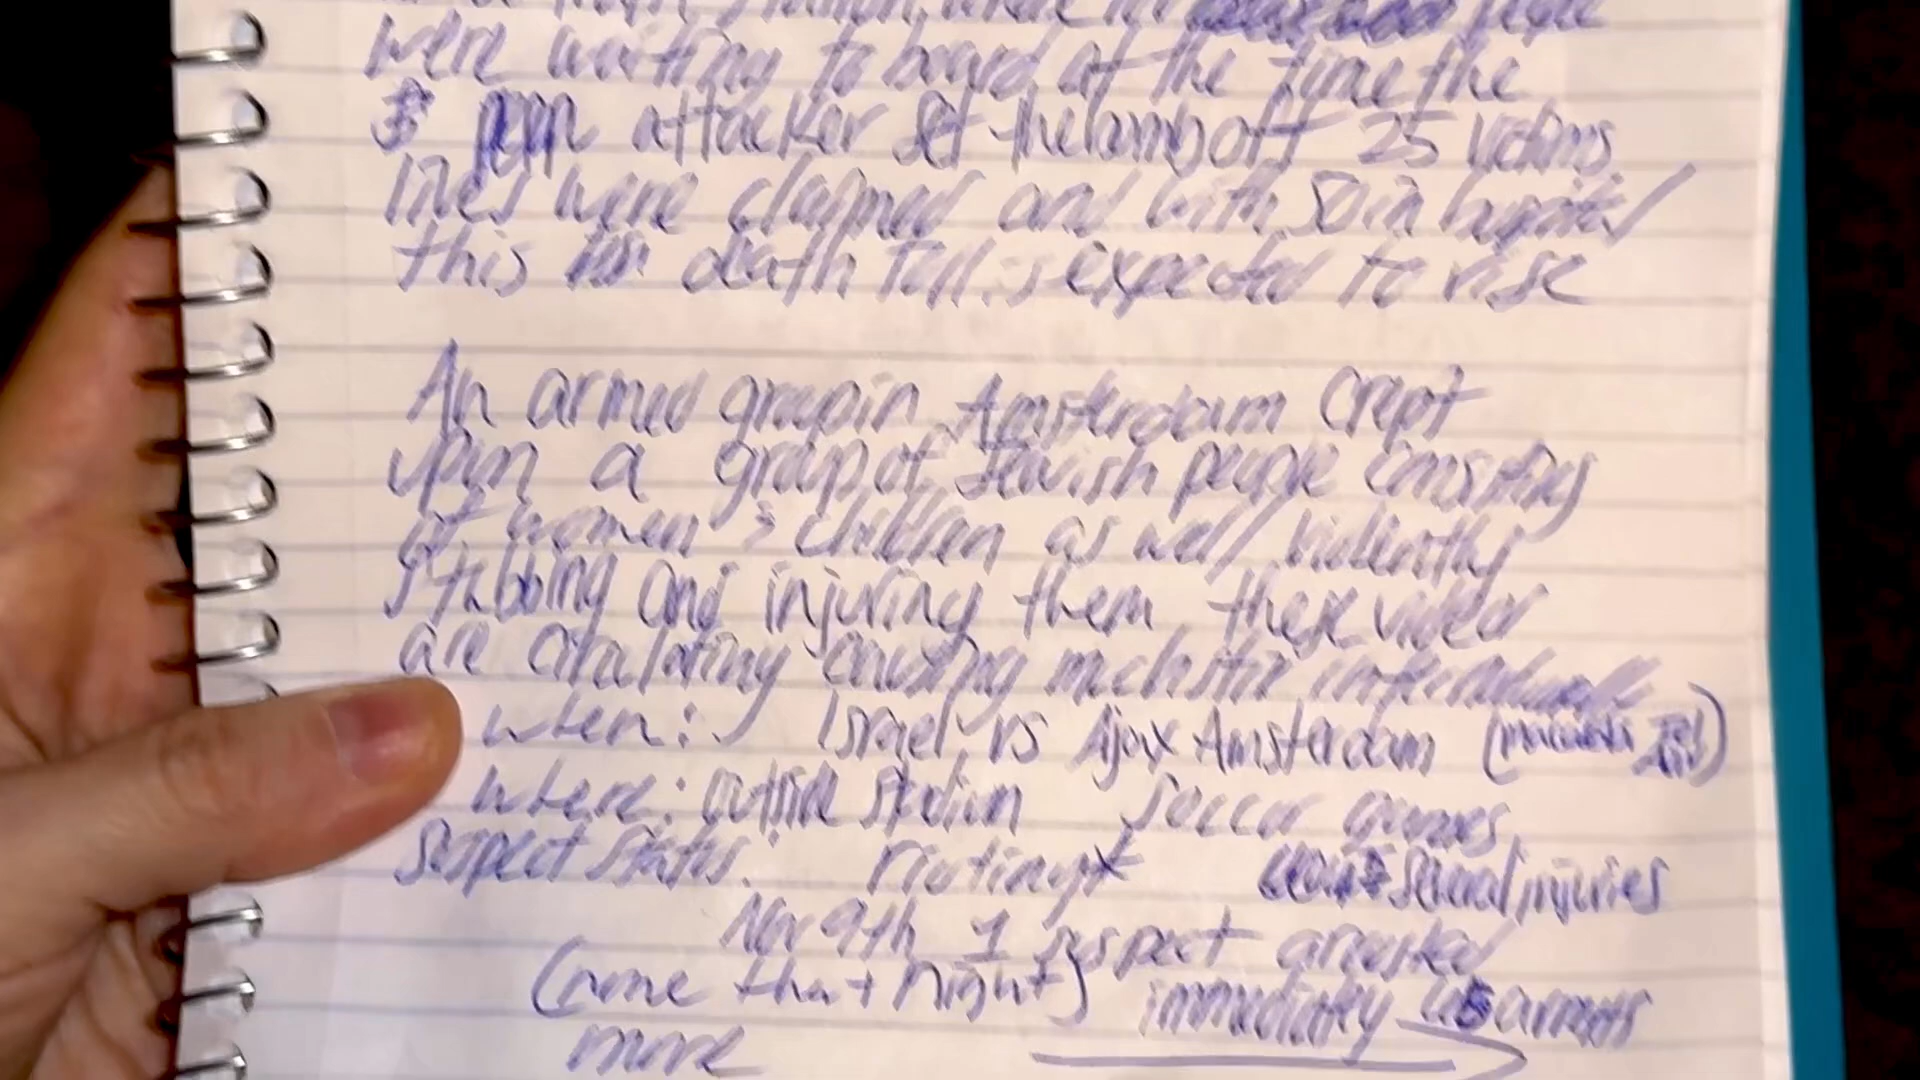 were waiting to board at the time the
attacker set the bomb off 25 victims
lives were claimed and with 50 in hospital
this death toll is expected to rise
An armed group in Amsterdam crept
upon a group of Jewish people consisting
of women & children as well violently
stabbing and injuring them these
are
when: Israel vs Ajax Amsterdam (
where: outside stadium soccer games
suspect status: rioting several injuries
Nov 9th 1 suspect arrested
(came that night) immediately
more